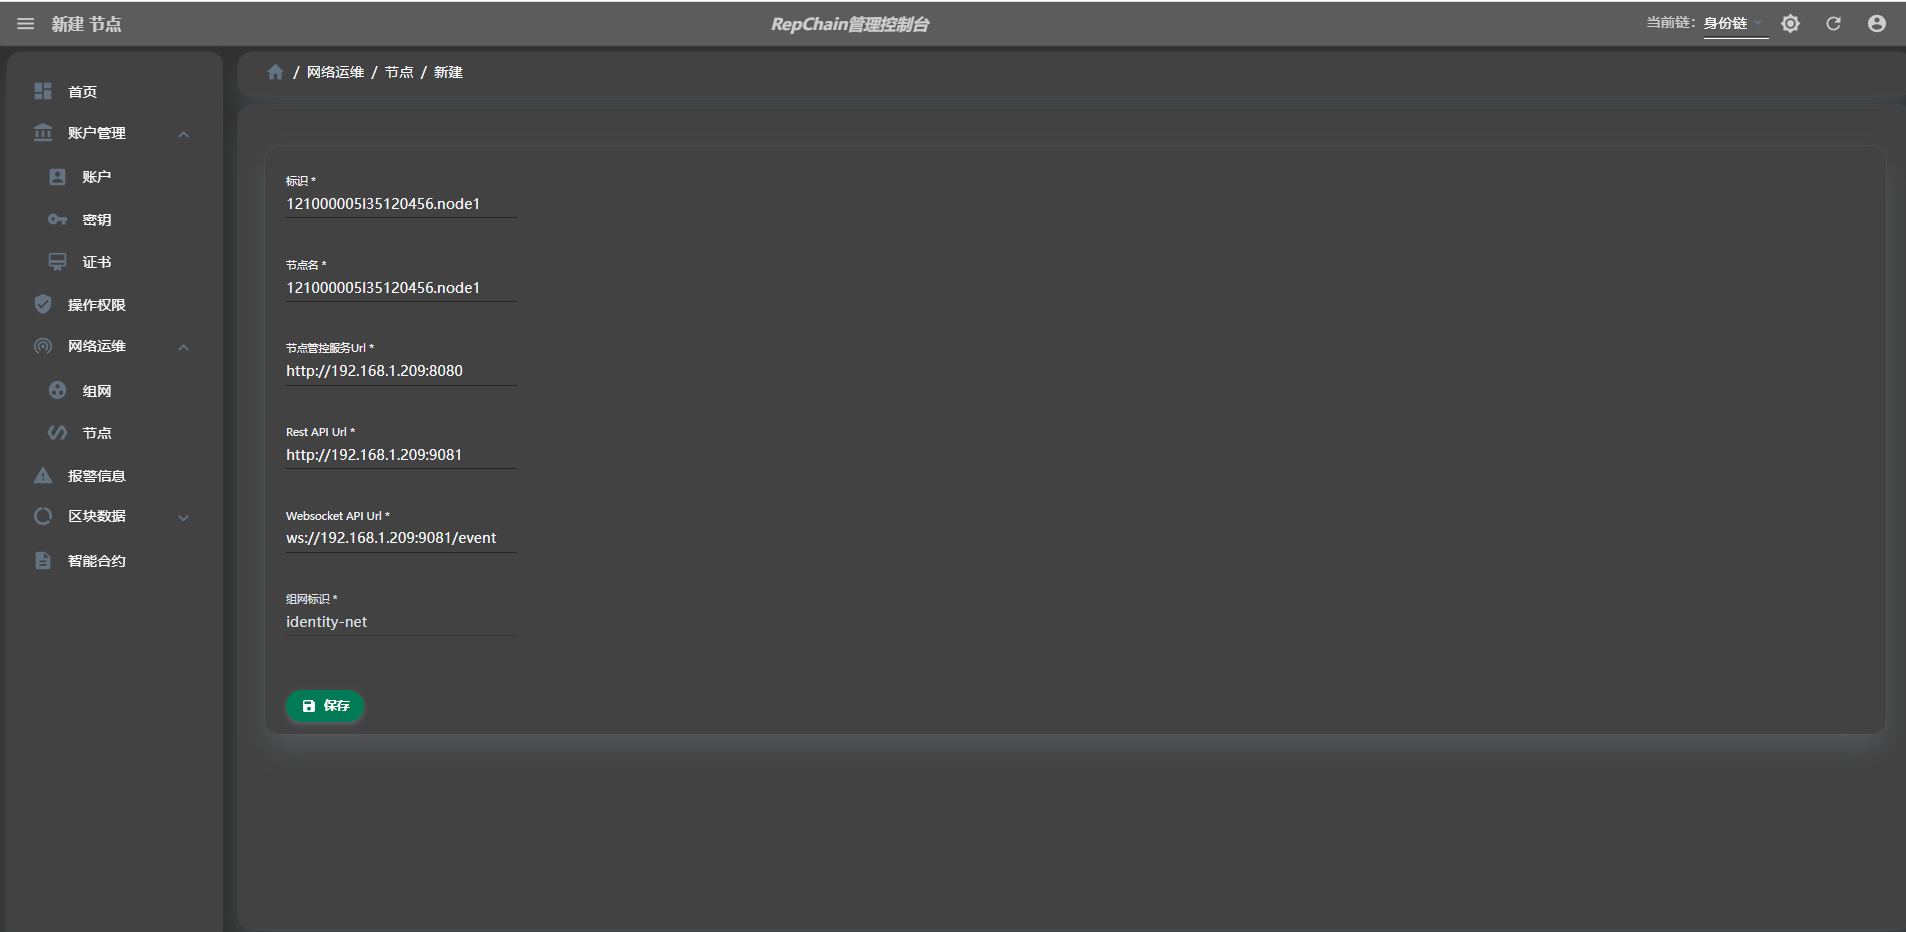 新建 节点
RepChain管理控制台
当前链: 身份链
首页
账户管理
账户
密钥
证书
操作权限
网络运维
组网
节点
报警信息
区块数据
智能合约
/ 网络运维 / 节点 / 新建
标识 *
121000005l35120456.node1
节点名 *
121000005l35120456.node1
节点管控服务Url *
http://192.168.1.209:8080
Rest API Url *
http://192.168.1.209:9081
Websocket API Url *
ws://192.168.1.209:9081/event
组网标识 *
identity-net
保存